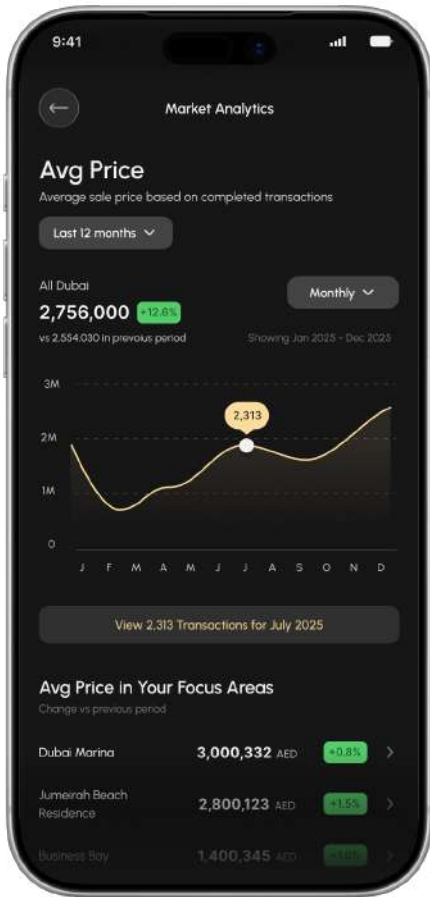 9:41
Market Analytics
Avg Price
Average sale price based on completed transactions
Last 12 months
All Dubai
Monthly
2,756,000 +12.6%
vs 2.554.030 in prevoius period
Showing Jan 2025 - Dec 2025
3M
2,313
2M
1M
0
J F M A M J J A S O N D
View 2,313 Transactions for July 2025
Avg Price in Your Focus Areas
Change vs previous period
Dubai Marina 3,000,332 AED +0.8%
Jumeirah Beach
Residence
2,800,123 AED +1.5%
Business Bay 1,400,345 AED